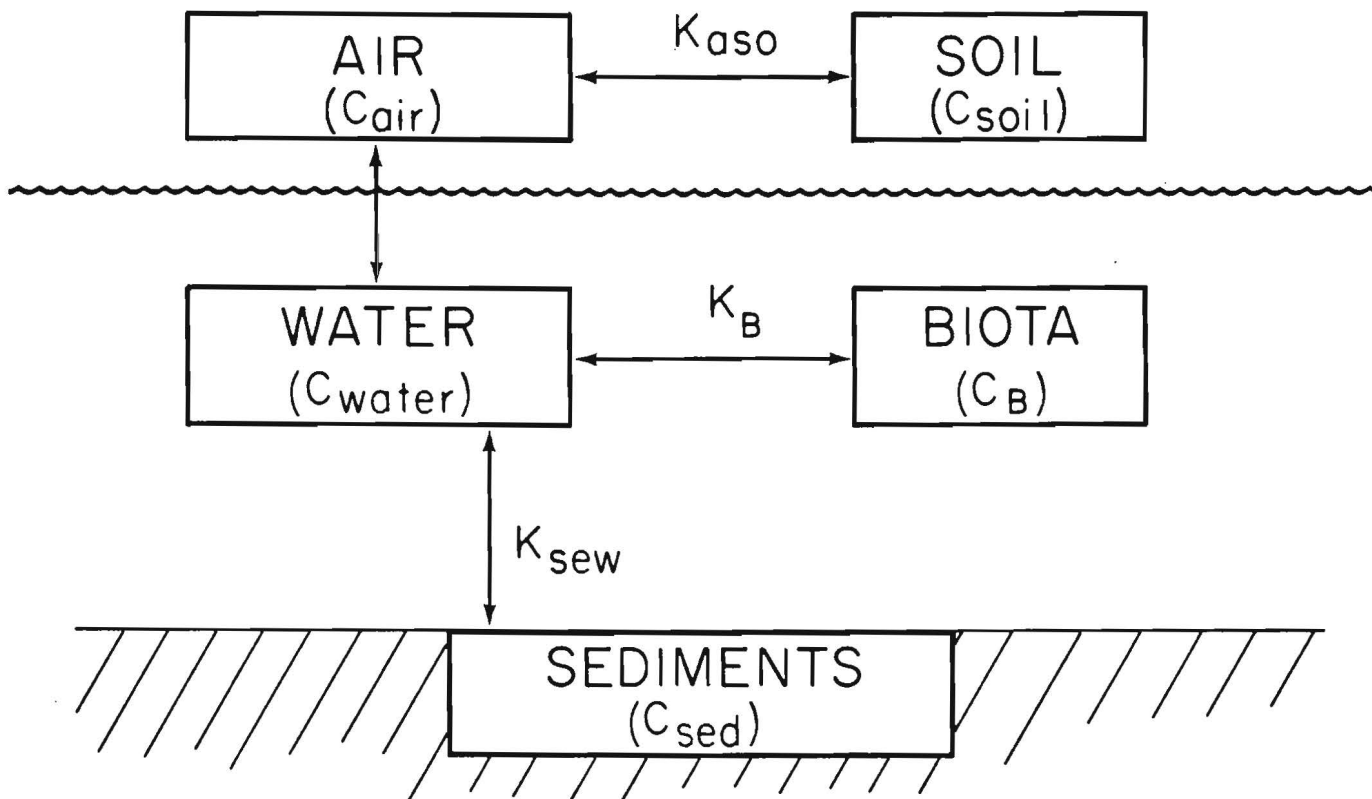 AIR
(Cair)
Kaso
SOIL
(Csoil)
WATER
(Cwater)
KB
BIOTA
(CB)
Ksew
SEDIMENTS
(Csed)